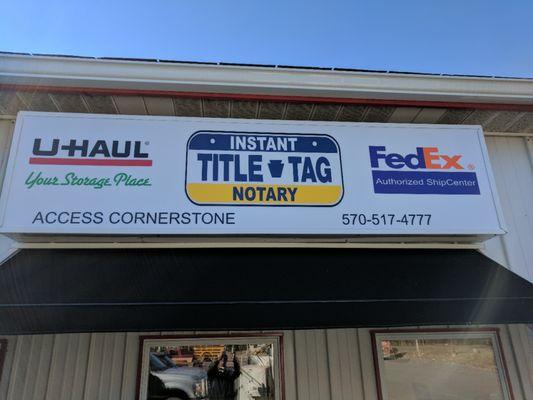 U-HAUL®
Your Storage Place
INSTANT
TITLE TAG
NOTARY
FedEx®
Authorized ShipCenter
ACCESS CORNERSTONE
570-517-4777